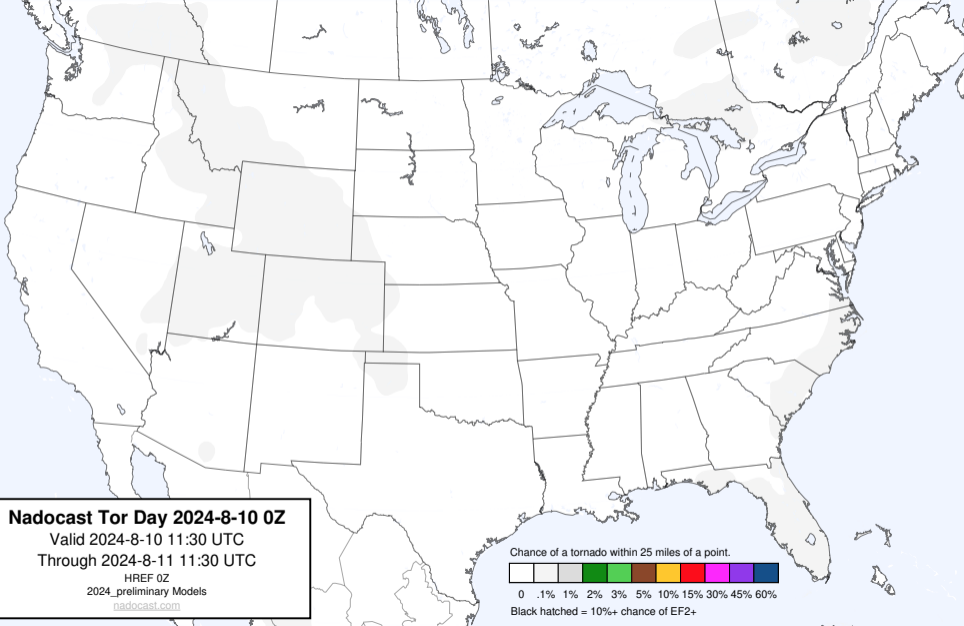 Nadocast Tor Day 2024-8-10 0Z
Valid 2024-8-10 11:30 UTC
Through 2024-8-11 11:30 UTC
HREF 0Z
2024_preliminary Models
nadocast.com
Chance of a tornado within 25 miles of a point.
0 .1% 1% 2% 3% 5% 10% 15% 30% 45% 60%
Black hatched = 10%+ chance of EF2+